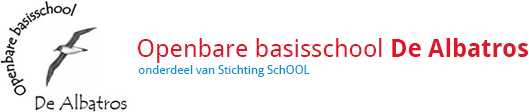 Openbare basisschool
De Albatros
Openbare basisschool De Albatros
onderdeel van Stichting SchOOL